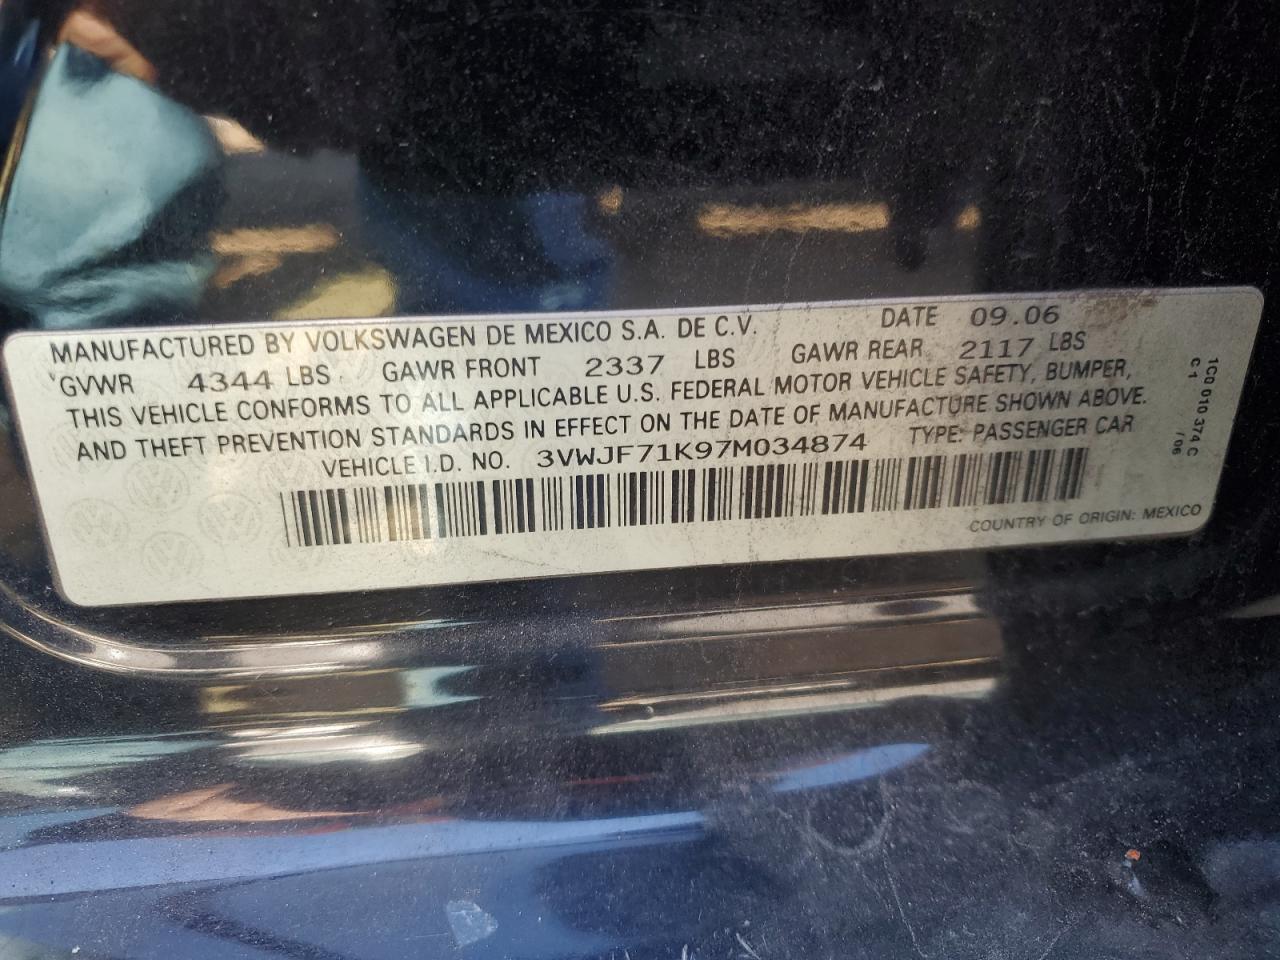 MANUFACTURED BY VOLKSWAGEN DE MEXICO S.A. DE C.V. DATE 09.06
GVWR 4344 LBS GAWR FRONT 2337 LBS GAWR REAR 2117 LBS
THIS VEHICLE CONFORMS TO ALL APPLICABLE U.S. FEDERAL MOTOR VEHICLE SAFETY, BUMPER,
AND THEFT PREVENTION STANDARDS IN EFFECT ON THE DATE OF MANUFACTURE SHOWN ABOVE.
VEHICLE I.D. NO. 3VWJF71K97M034874 TYPE: PASSENGER CAR
COUNTRY OF ORIGIN: MEXICO
1C0 010 374 C
C-1 /06